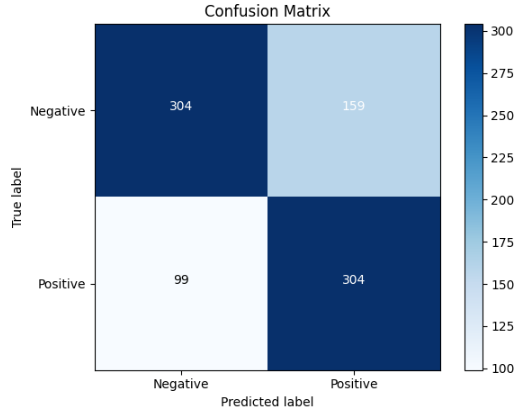 Confusion Matrix
True label
Negative
304
159
Positive
99
304
Negative
Positive
Predicted label
300
275
250
225
200
175
150
125
100